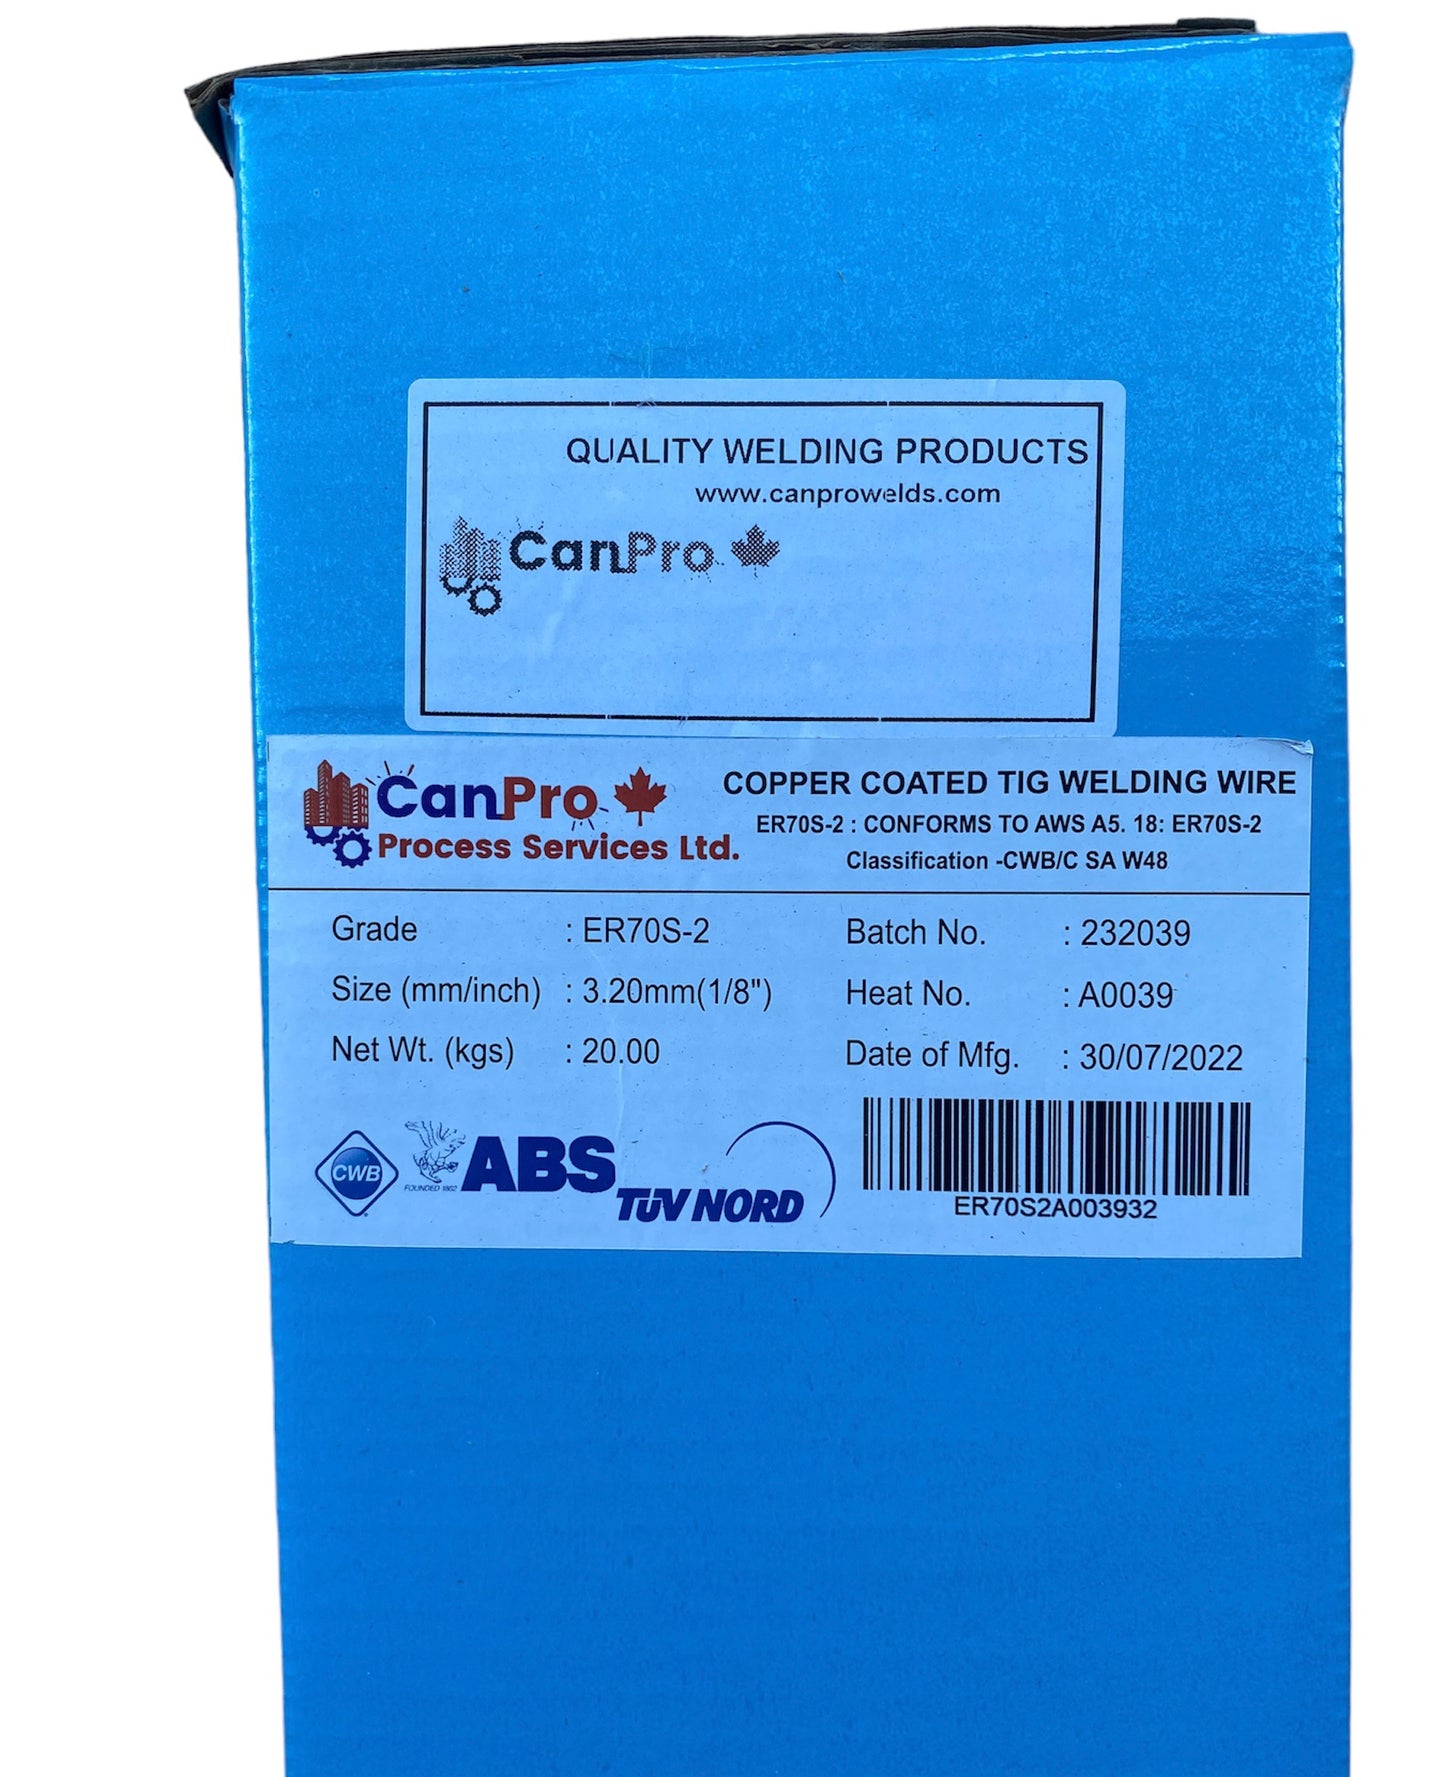 QUALITY WELDING PRODUCTS
www.canprowelds.com
CanPro
CanPro
Process Services Ltd.
COPPER COATED TIG WELDING WIRE
ER70S-2 : CONFORMS TO AWS A5. 18: ER70S-2
Classification -CWB/C SA W48
Grade : ER70S-2
Size (mm/inch) : 3.20mm(1/8")
Net Wt. (kgs) : 20.00
Batch No. : 232039
Heat No. : A0039
Date of Mfg. : 30/07/2022
CWB
FOUNDED 1862
ABS
TÜV NORD
ER70S2A003932